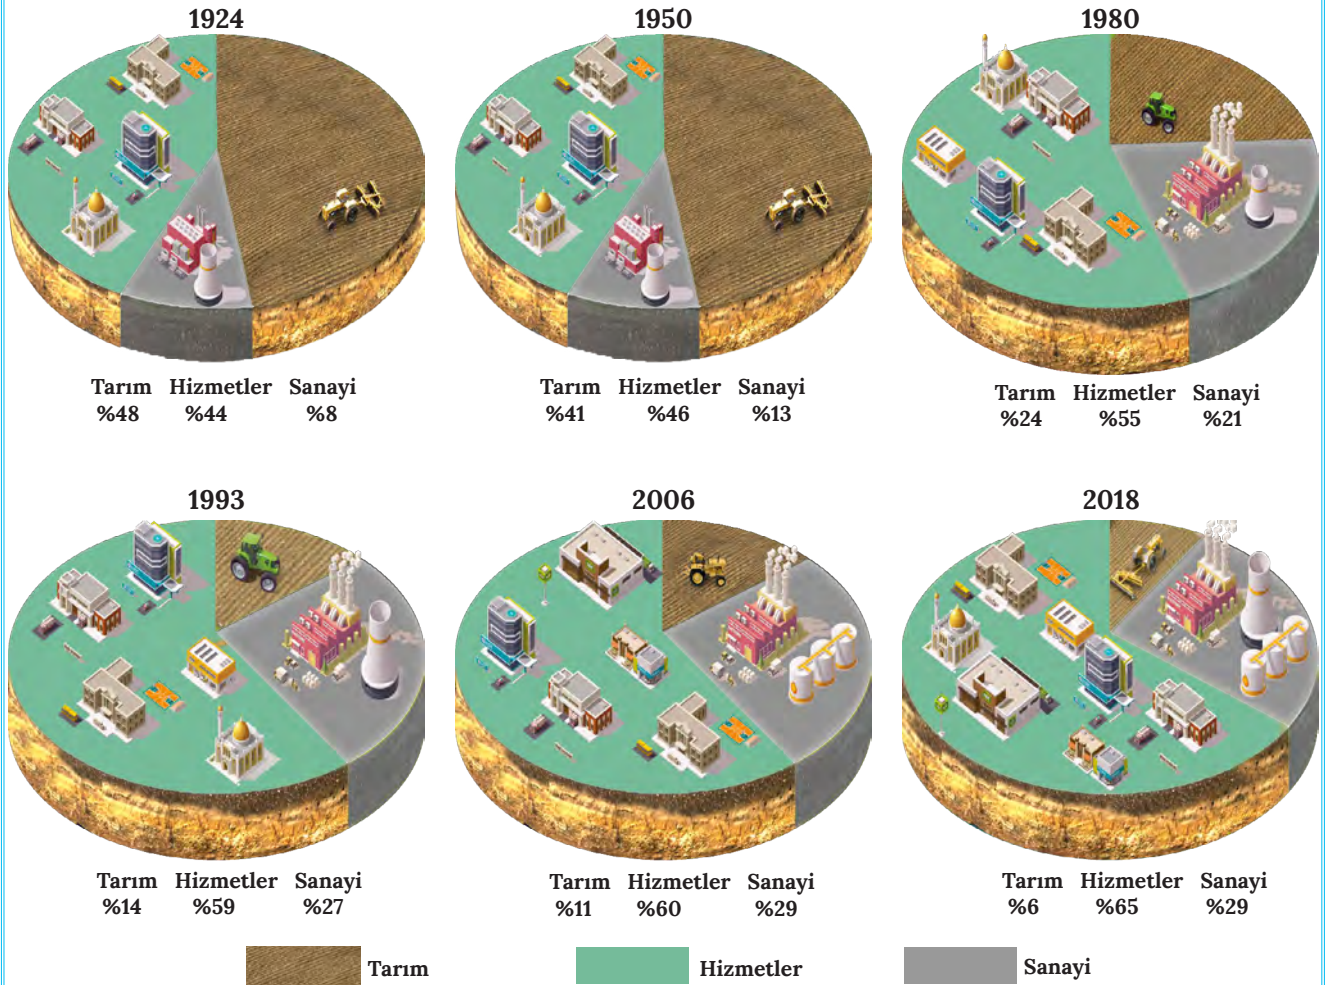 1924 1950 1980
Tarım Hizmetler Sanayi
%48 %44 %8
Tarım Hizmetler Sanayi
%41 %46 %13
Tarım Hizmetler Sanayi
%24 %55 %21
1993 2006 2018
Tarım Hizmetler Sanayi
%14 %59 %27
Tarım Hizmetler Sanayi
%11 %60 %29
Tarım Hizmetler Sanayi
%6 %65 %29
Tarım Hizmetler Sanayi